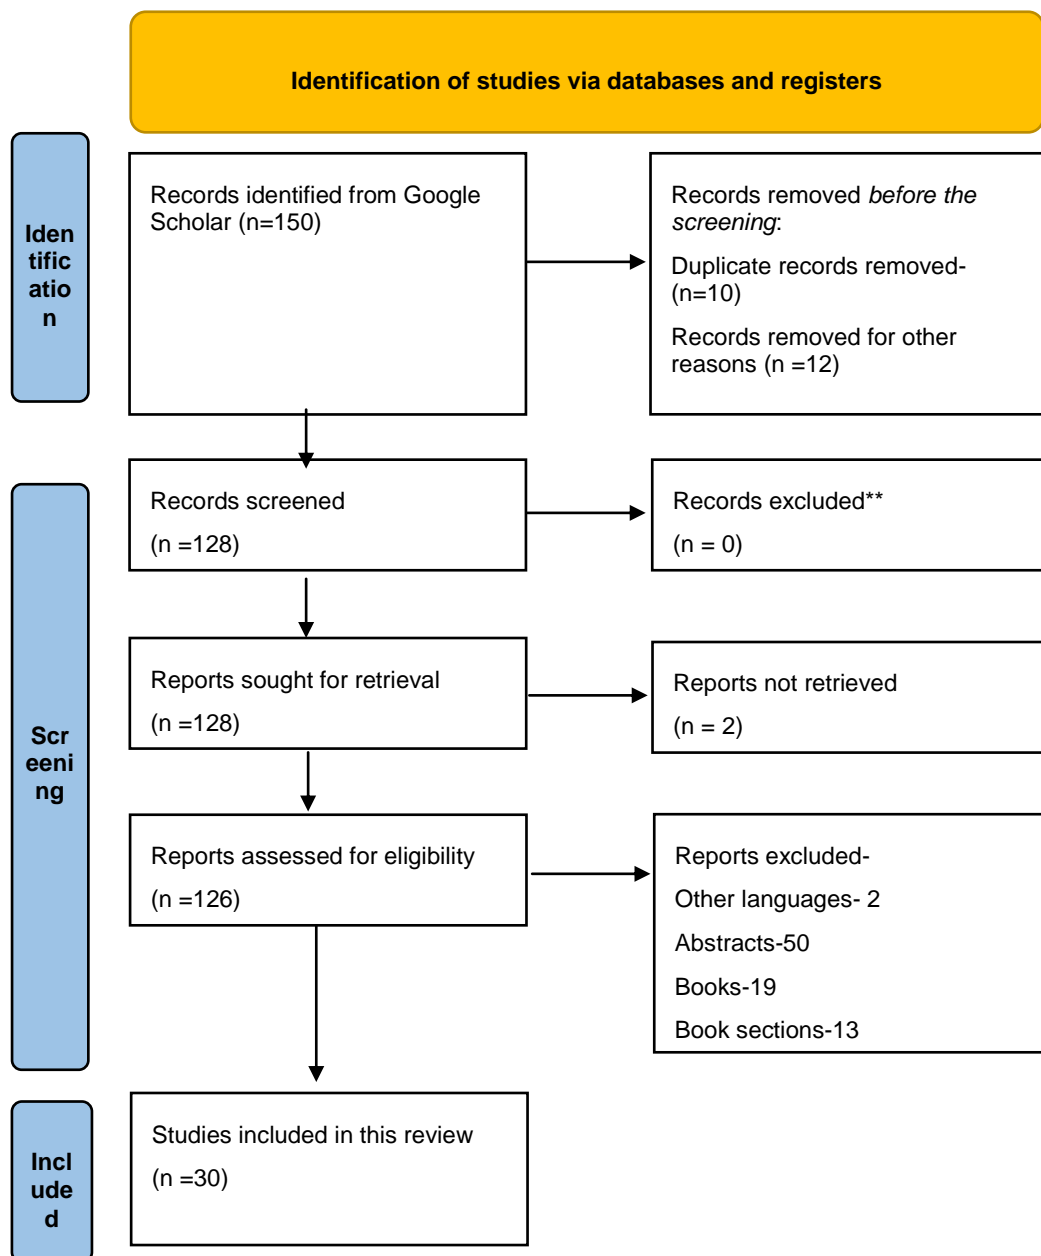 Identification of studies via databases and registers
Iden
tific
atio
n
Records identified from Google
Scholar (n=150)
Records removed before the
screening:
Duplicate records removed-
(n=10)
Records removed for other
reasons (n =12)
Scr
eeni
ng
Records screened
(n =128)
Records excluded**
(n = 0)
Reports sought for retrieval
(n =128)
Reports not retrieved
(n = 2)
Reports assessed for eligibility
(n =126)
Reports excluded-
Other languages- 2
Abstracts-50
Books-19
Book sections-13
Incl
ude
d
Studies included in this review
(n =30)